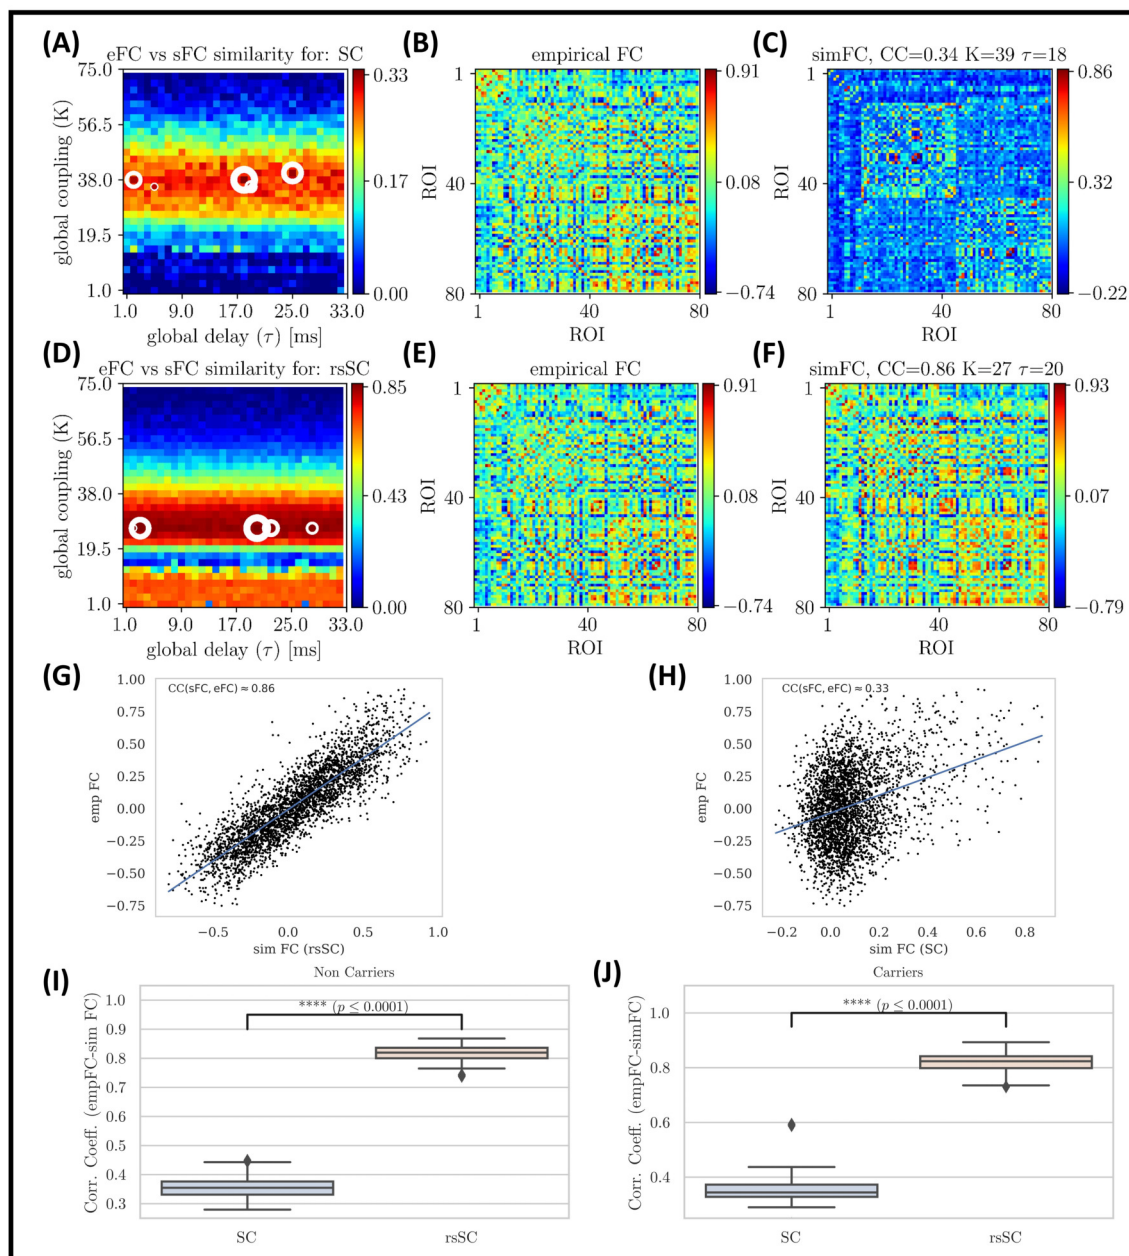 (A)
eFC vs sFC similarity for: SC
75.0
56.5
38.0
19.5
1.0
global coupling (K)
1.0 9.0 17.0 25.0 33.0
global delay (τ) [ms]
0.33
0.17
0.00
(B)
empirical FC
1
40
80
ROI
1 40 80
ROI
0.91
0.08
−0.74
(C)
simFC, CC=0.34 K=39 τ=18
1
40
80
ROI
1 40 80
ROI
0.86
0.32
−0.22
(D)
eFC vs sFC similarity for: rsSC
75.0
56.5
38.0
19.5
1.0
global coupling (K)
1.0 9.0 17.0 25.0 33.0
global delay (τ) [ms]
0.85
0.43
0.00
(E)
empirical FC
1
40
80
ROI
1 40 80
ROI
0.91
0.08
−0.74
(F)
simFC, CC=0.86 K=27 τ=20
1
40
80
ROI
1 40 80
ROI
0.93
0.07
−0.79
(G)
CC(sFC, eFC) ≈ 0.86
1.00
0.75
0.50
0.25
0.00
−0.25
−0.50
−0.75
emp FC
−0.5 0.0 0.5 1.0
sim FC (rsSC)
(H)
CC(sFC, eFC) ≈ 0.33
1.00
0.75
0.50
0.25
0.00
−0.25
−0.50
−0.75
emp FC
−0.2 0.0 0.2 0.4 0.6 0.8
sim FC (SC)
(I)
Non Carriers
**** (p ≤ 0.0001)
1.0
0.9
0.8
0.7
0.6
0.5
0.4
0.3
Corr. Coeff. (empFC-sim FC)
SC rsSC
(J)
Carriers
**** (p ≤ 0.0001)
1.0
0.8
0.6
0.4
Corr. Coeff. (empFC-simFC)
SC rsSC